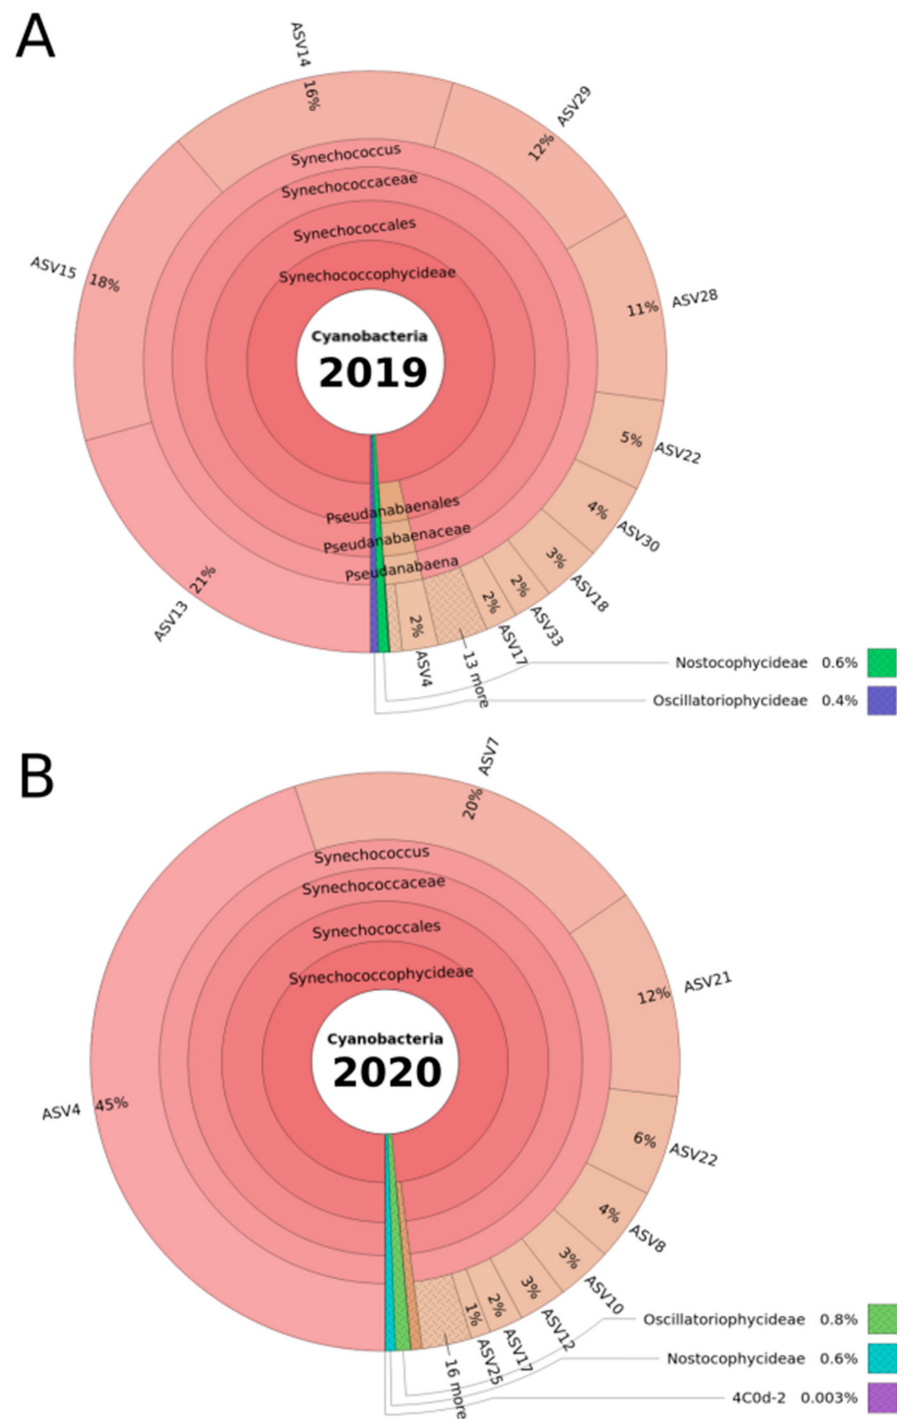 A
ASV14
16%
ASV29
12%
Synechococcus
Synechococcaceae
Synechococcales
Synechococcophycideae
ASV15 18%
11% ASV28
Cyanobacteria
2019
5% ASV22
4% ASV30
Pseudanabaenales
Pseudanabaenaceae
Pseudanabaena
3% ASV18
2% ASV33
2% ASV17
ASV13 21%
2% ASV4
13 more
Nostocophycideae 0.6%
Oscillatoriophycideae 0.4%
B
ASV7
20%
Synechococcus
Synechococcaceae
Synechococcales
Synechococcophycideae
12% ASV21
Cyanobacteria
2020
ASV4 45%
6% ASV22
4% ASV8
3% ASV10
3% ASV12
2% ASV17
1% ASV25
16 more
Oscillatoriophycideae 0.8%
Nostocophycideae 0.6%
4C0d-2 0.003%